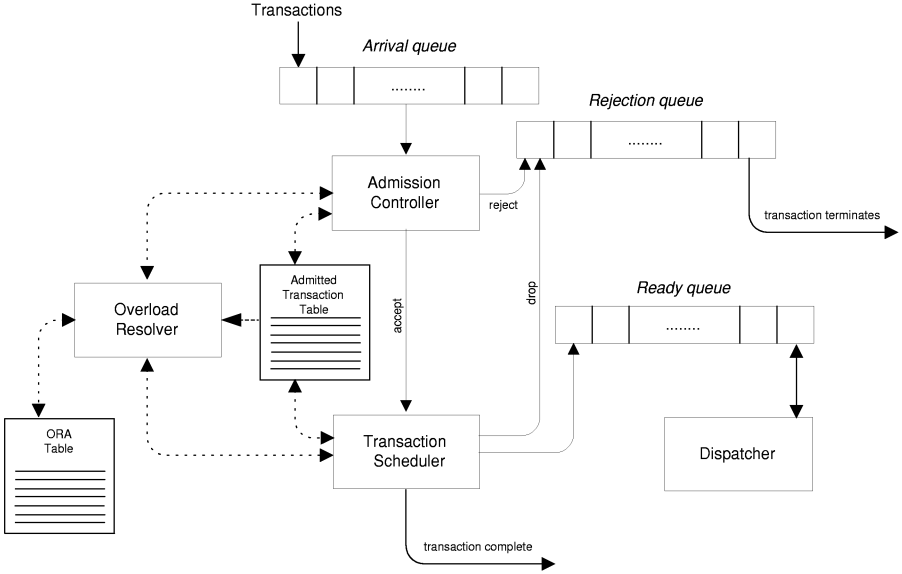 Transactions
Arrival queue
........
Rejection queue
........
Admission
Controller
reject
transaction terminates
Admitted
Transaction
Table
Overload
Resolver
accept
drop
Ready queue
........
ORA
Table
Transaction
Scheduler
Dispatcher
transaction complete